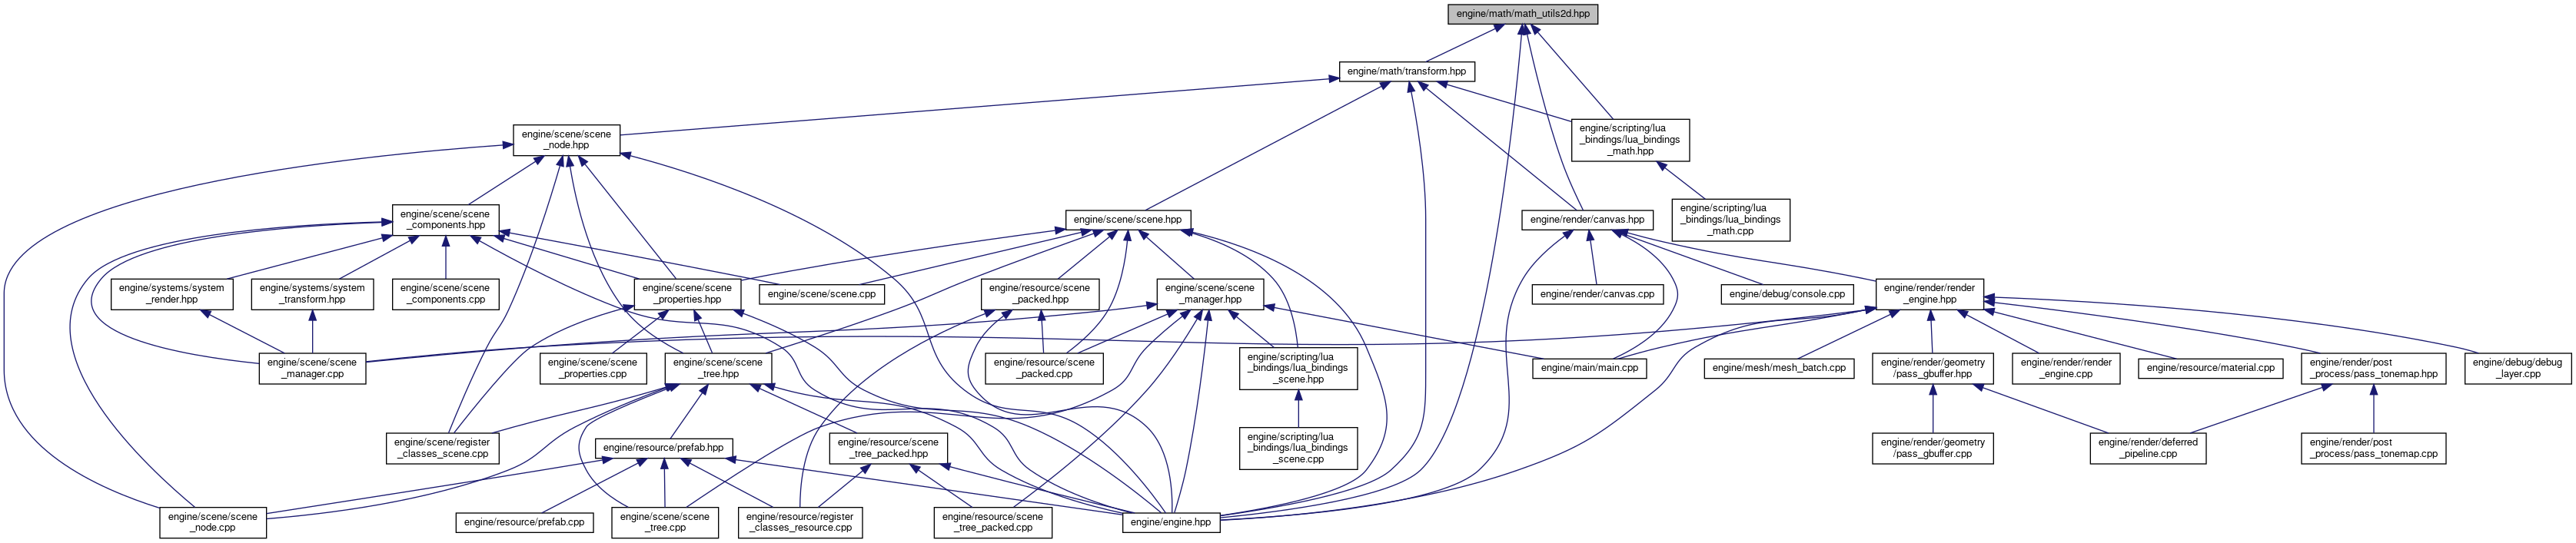 engine/math/math_utils2d.hpp
engine/math/transform.hpp
engine/scene/scene
_node.hpp
engine/scripting/lua
_bindings/lua_bindings
_math.hpp
engine/scene/scene
_components.hpp
engine/scene/scene.hpp
engine/render/canvas.hpp
engine/scripting/lua
_bindings/lua_bindings
_math.cpp
engine/systems/system
_render.hpp
engine/systems/system
_transform.hpp
engine/scene/scene
_components.cpp
engine/scene/scene
_properties.hpp
engine/scene/scene.cpp
engine/resource/scene
_packed.hpp
engine/scene/scene
_manager.hpp
engine/render/canvas.cpp
engine/debug/console.cpp
engine/render/render
_engine.hpp
engine/scene/scene
_manager.cpp
engine/scene/scene
_properties.cpp
engine/scene/scene
_tree.hpp
engine/resource/scene
_packed.cpp
engine/scripting/lua
_bindings/lua_bindings
_scene.hpp
engine/main/main.cpp
engine/mesh/mesh_batch.cpp
engine/render/geometry
/pass_gbuffer.hpp
engine/render/render
_engine.cpp
engine/resource/material.cpp
engine/render/post
_process/pass_tonemap.hpp
engine/debug/debug
_layer.cpp
engine/scene/register
_classes_scene.cpp
engine/resource/prefab.hpp
engine/resource/scene
_tree_packed.hpp
engine/scripting/lua
_bindings/lua_bindings
_scene.cpp
engine/render/geometry
/pass_gbuffer.cpp
engine/render/deferred
_pipeline.cpp
engine/render/post
_process/pass_tonemap.cpp
engine/scene/scene
_node.cpp
engine/resource/prefab.cpp
engine/scene/scene
_tree.cpp
engine/resource/register
_classes_resource.cpp
engine/resource/scene
_tree_packed.cpp
engine/engine.hpp